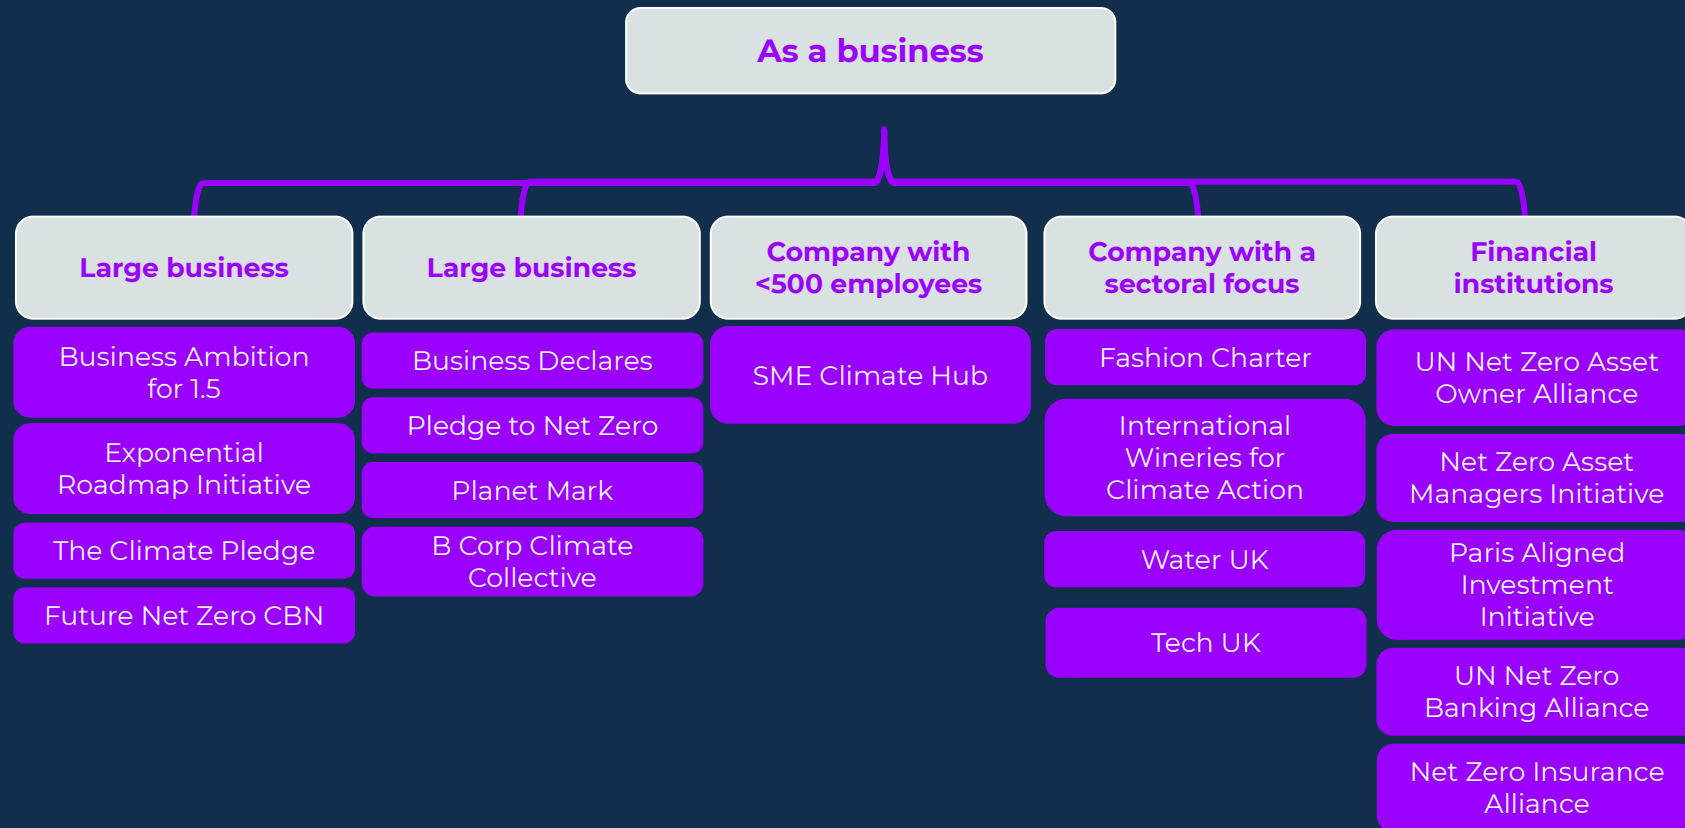 As a business
Large business
Business Ambition
for 1.5
Exponential
Roadmap Initiative
The Climate Pledge
Future Net Zero CBN
Large business
Business Declares
Pledge to Net Zero
Planet Mark
B Corp Climate
Collective
Company with
<500 employees
SME Climate Hub
Company with a
sectoral focus
Fashion Charter
International
Wineries for
Climate Action
Water UK
Tech UK
Financial
institutions
UN Net Zero Asset
Owner Alliance
Net Zero Asset
Managers Initiative
Paris Aligned
Investment
Initiative
UN Net Zero
Banking Alliance
Net Zero Insurance
Alliance